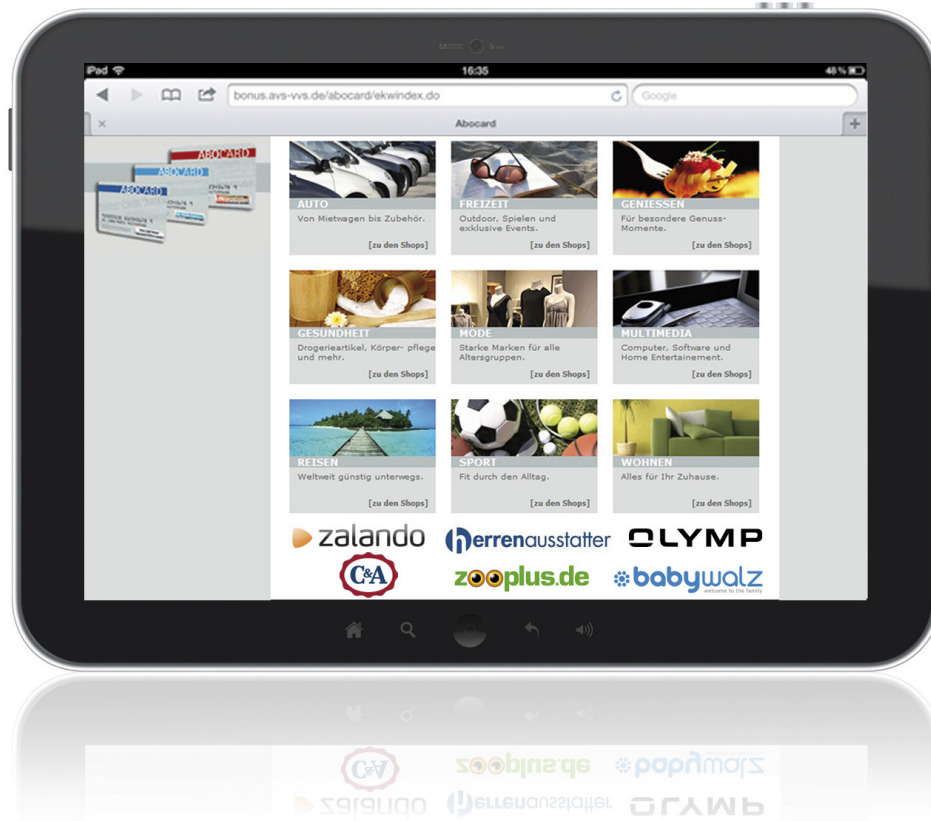 iPad
16:35
48 %
bonus.avs-vvs.de/abocard/ekwindex.do
Google
Abocard
ABOCARD
ABOCARD
ABOCARD
AUTO
Von Mietwagen bis Zubehör.
[zu den Shops]
FREIZEIT
Outdoor, Spielen und
exklusive Events.
[zu den Shops]
GENIESSEN
Für besondere Genuss-
Momente.
[zu den Shops]
GESUNDHEIT
Drogerieartikel, Körper- pflege
und mehr.
[zu den Shops]
MODE
Starke Marken für alle
Altersgruppen.
[zu den Shops]
MULTIMEDIA
Computer, Software und
Home Entertainement.
[zu den Shops]
REISEN
Weltweit günstig unterwegs.
[zu den Shops]
SPORT
Fit durch den Alltag.
[zu den Shops]
WOHNEN
Alles für Ihr Zuhause.
[zu den Shops]
zalando
herrenausstatter
OLYMP
C&A
zooplus.de
babywalz
welcome to the family